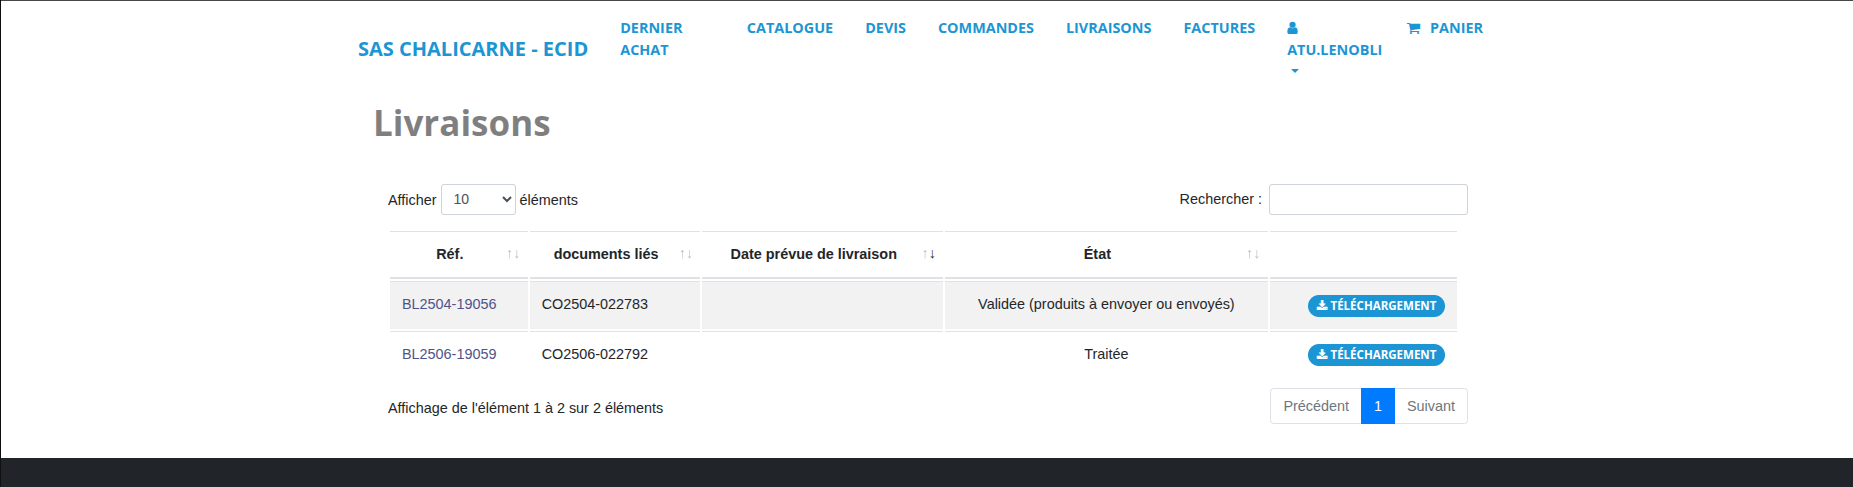 SAS CHALICARNE - ECID
DERNIER ACHAT
CATALOGUE
DEVIS
COMMANDES
LIVRAISONS
FACTURES
ATU.LENOBLI
PANIER
Livraisons
Afficher 10 éléments
Rechercher :
Réf. ↑↓ documents liés ↑↓ Date prévue de livraison ↑↓ État ↑↓
BL2504-19056 CO2504-022783 Validée (produits à envoyer ou envoyés) TÉLÉCHARGEMENT
BL2506-19059 CO2506-022792 Traitée TÉLÉCHARGEMENT
Affichage de l'élément 1 à 2 sur 2 éléments
Précédent 1 Suivant